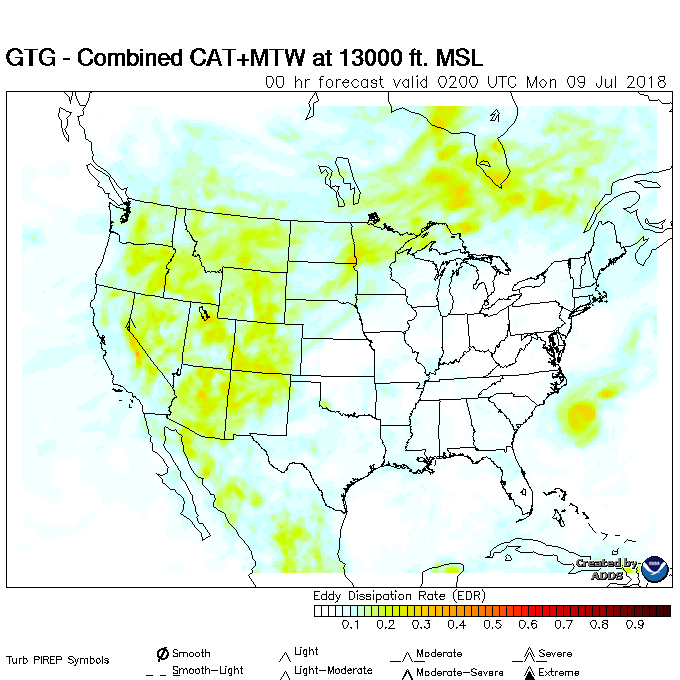 GTG - Combined CAT+MTW at 13000 ft. MSL
00 hr forecast valid 0200 UTC Mon 09 Jul 2018
Created by
ADDS
Eddy Dissipation Rate (EDR)
0.1 0.2 0.3 0.4 0.5 0.6 0.7 0.8 0.9
Turb PIREP Symbols
Smooth Light Moderate Severe
Smooth-Light Light-Moderate Moderate-Severe Extreme